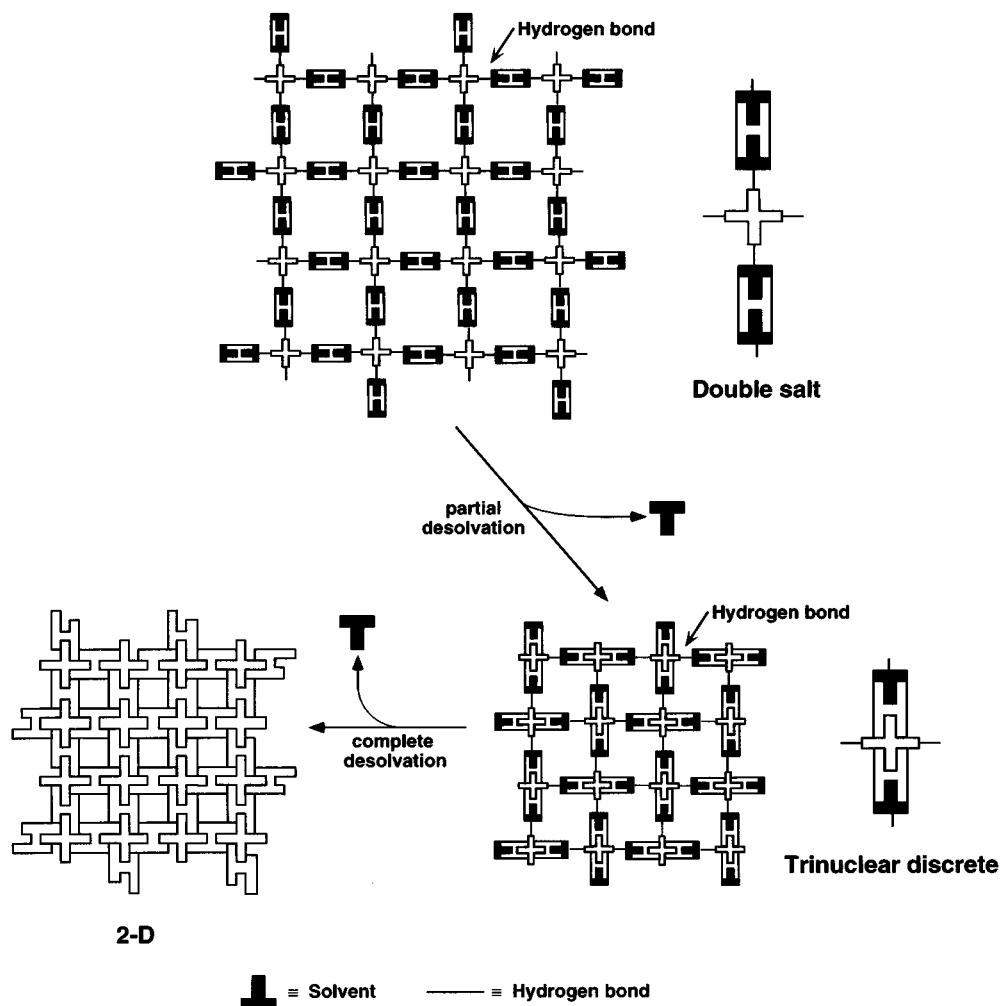 Hydrogen bond
Double salt
partial
desolvation
Hydrogen bond
complete
desolvation
Trinuclear discrete
2-D
≡ Solvent
≡ Hydrogen bond